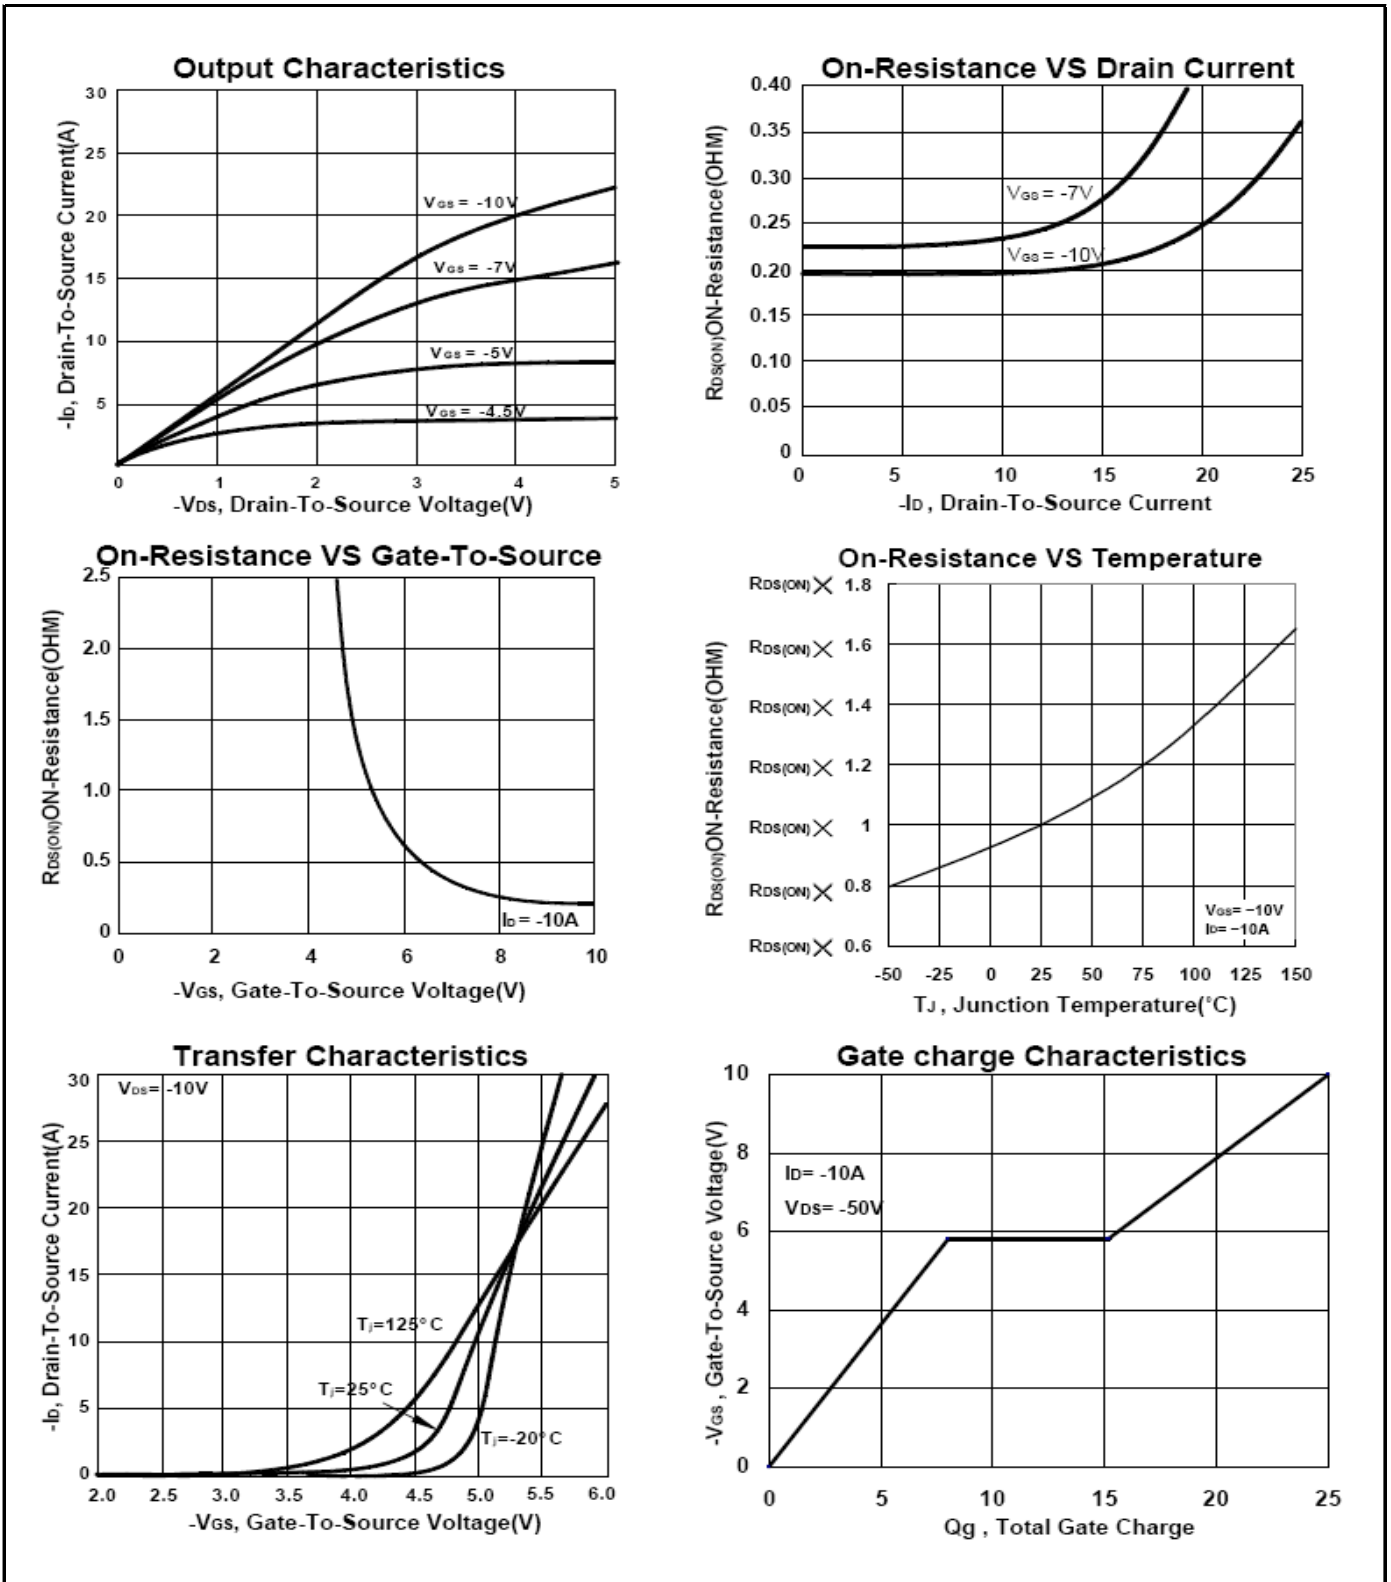 Output Characteristics
30
25
20
15
10
5
0 1 2 3 4 5
-ID, Drain-To-Source Current(A)
VGS = -10V
VGS = -7V
VGS = -5V
VGS = -4.5V
-VDS, Drain-To-Source Voltage(V)
On-Resistance VS Drain Current
0.40
0.35
0.30
0.25
0.20
0.15
0.10
0.05
0
0 5 10 15 20 25
RDS(ON)ON-Resistance(OHM)
VGS = -7V
VGS = -10V
-ID , Drain-To-Source Current
On-Resistance VS Gate-To-Source
2.5
2.0
1.5
1.0
0.5
0
0 2 4 6 8 10
RDS(ON)ON-Resistance(OHM)
ID = -10A
-VGS, Gate-To-Source Voltage(V)
On-Resistance VS Temperature
RDS(ON)X 1.8
RDS(ON)X 1.6
RDS(ON)X 1.4
RDS(ON)X 1.2
RDS(ON)X 1
RDS(ON)X 0.8
RDS(ON)X 0.6
-50 -25 0 25 50 75 100 125 150
RDS(ON)ON-Resistance(OHM)
VGS= -10V
ID= -10A
TJ , Junction Temperature(°C)
Transfer Characteristics
30
25
20
15
10
5
0
2.0 2.5 3.0 3.5 4.0 4.5 5.0 5.5 6.0
-ID, Drain-To-Source Current(A)
VDS= -10V
Tj=125°C
Tj=25°C
Tj=-20°C
-VGS, Gate-To-Source Voltage(V)
Gate charge Characteristics
10
8
6
4
2
0
0 5 10 15 20 25
-VGS , Gate-To-Source Voltage(V)
ID= -10A
VDS= -50V
Qg , Total Gate Charge